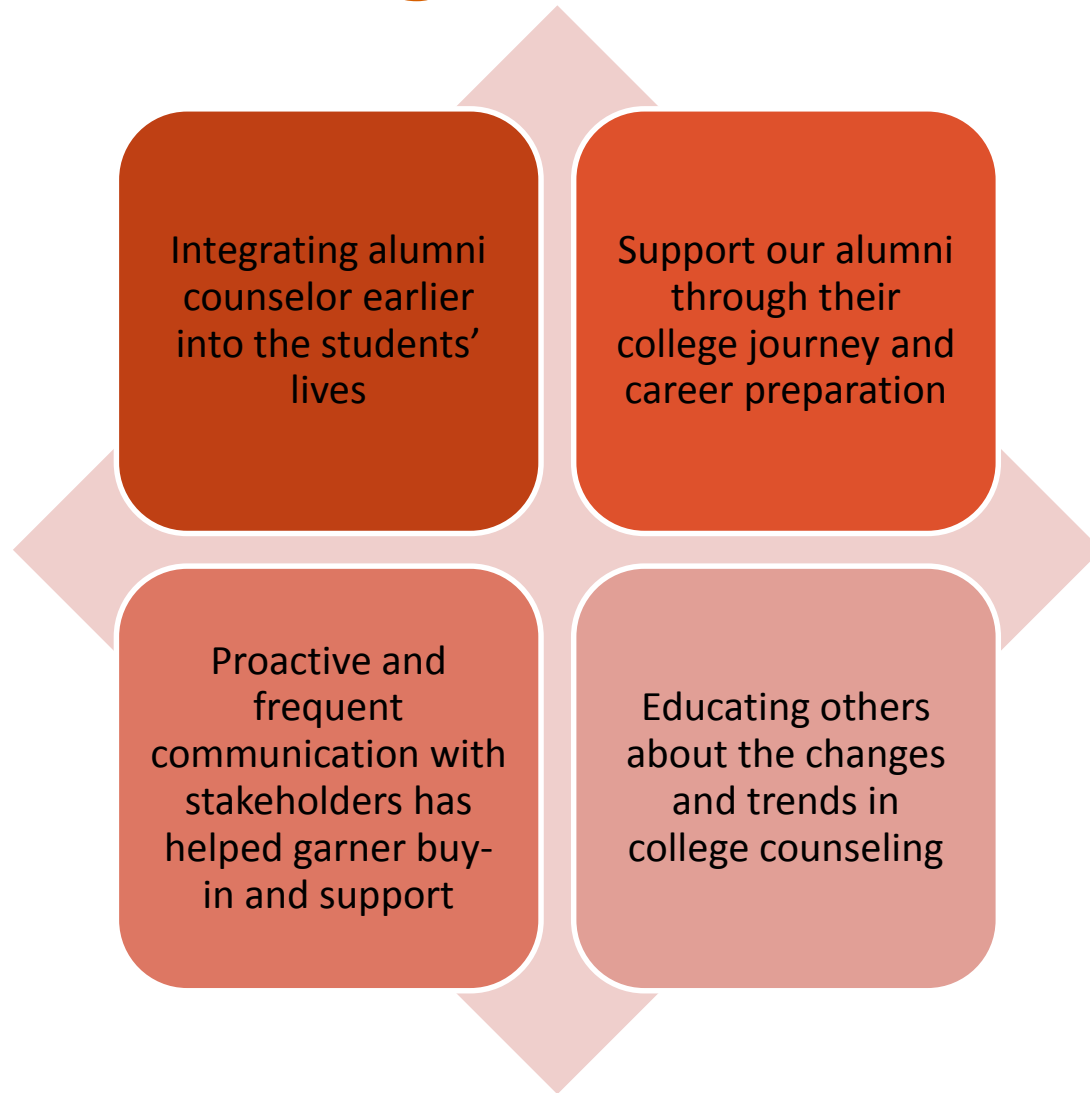 Integrating alumni
counselor earlier
into the students’
lives
Support our alumni
through their
college journey and
career preparation
Proactive and
frequent
communication with
stakeholders has
helped garner buy-
in and support
Educating others
about the changes
and trends in
college counseling